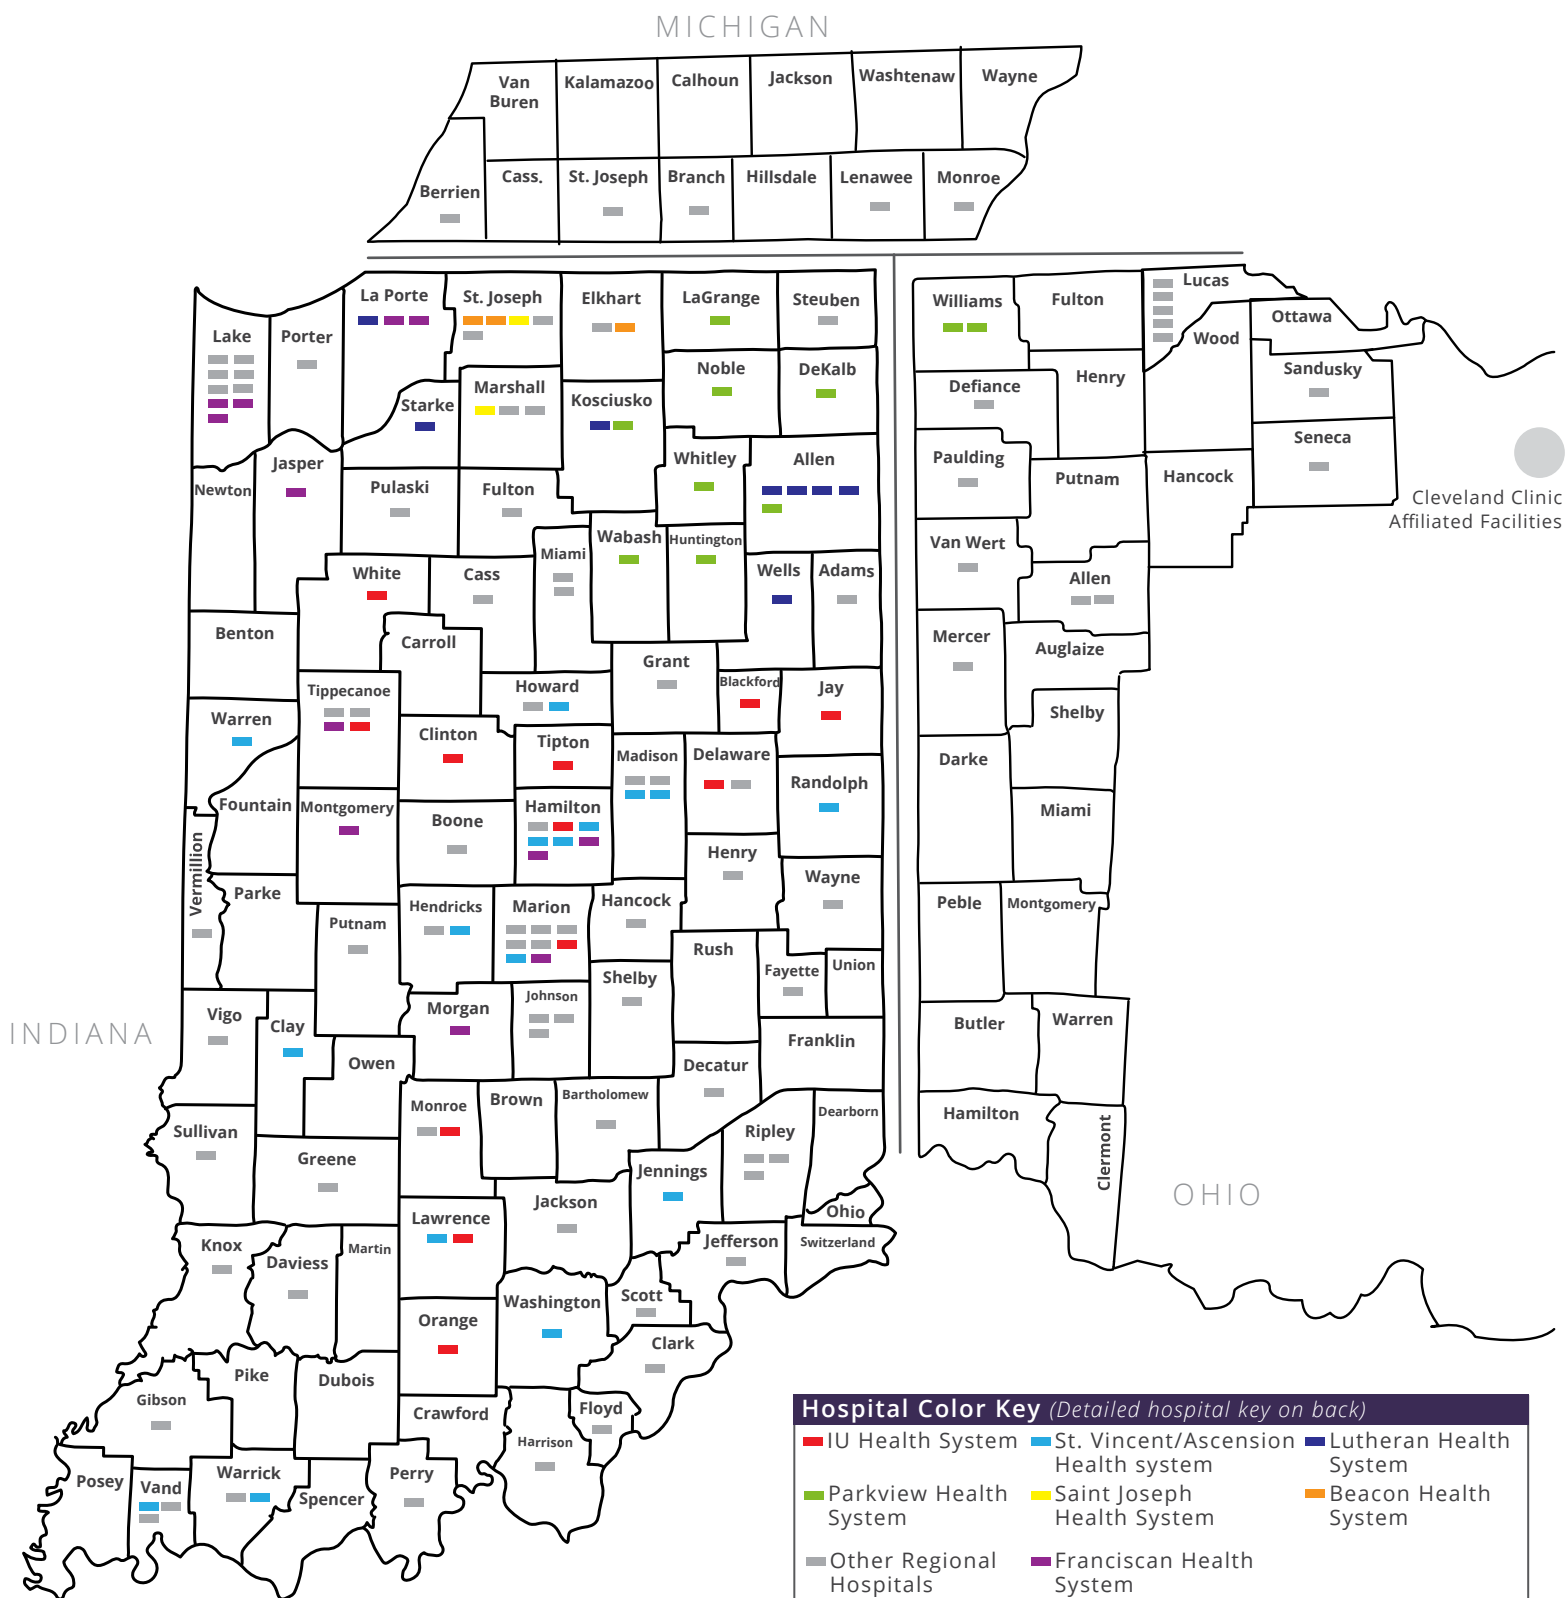 MICHIGAN
Van
Buren
Kalamazoo
Calhoun
Jackson
Washtenaw
Wayne
Berrien
Cass.
St. Joseph
Branch
Hillsdale
Lenawee
Monroe
INDIANA
Lake
Porter
La Porte
St. Joseph
Elkhart
LaGrange
Steuben
Starke
Marshall
Kosciusko
Noble
DeKalb
Newton
Jasper
Pulaski
Fulton
Whitley
Allen
White
Cass
Miami
Wabash
Huntington
Wells
Adams
Benton
Carroll
Grant
Warren
Tippecanoe
Howard
Blackford
Jay
Clinton
Tipton
Madison
Delaware
Randolph
Fountain
Montgomery
Boone
Hamilton
Vermillion
Parke
Putnam
Hendricks
Marion
Hancock
Henry
Wayne
Rush
Fayette
Union
Vigo
Clay
Owen
Morgan
Johnson
Shelby
Decatur
Franklin
Sullivan
Greene
Monroe
Brown
Bartholomew
Jennings
Ripley
Dearborn
Ohio
Knox
Daviess
Martin
Lawrence
Jackson
Jefferson
Switzerland
Orange
Washington
Scott
Clark
Gibson
Pike
Dubois
Crawford
Harrison
Floyd
Posey
Vand
Warrick
Spencer
Perry
OHIO
Williams
Fulton
Lucas
Ottawa
Wood
Defiance
Henry
Sandusky
Paulding
Putnam
Hancock
Seneca
Cleveland Clinic
Affiliated Facilities
Van Wert
Allen
Mercer
Auglaize
Shelby
Darke
Miami
Peble
Montgomery
Butler
Warren
Hamilton
Clermont
Hospital Color Key (Detailed hospital key on back)
IU Health System
St. Vincent/Ascension
Health system
Lutheran Health
System
Parkview Health
System
Saint Joseph
Health System
Beacon Health
System
Other Regional
Hospitals
Franciscan Health
System